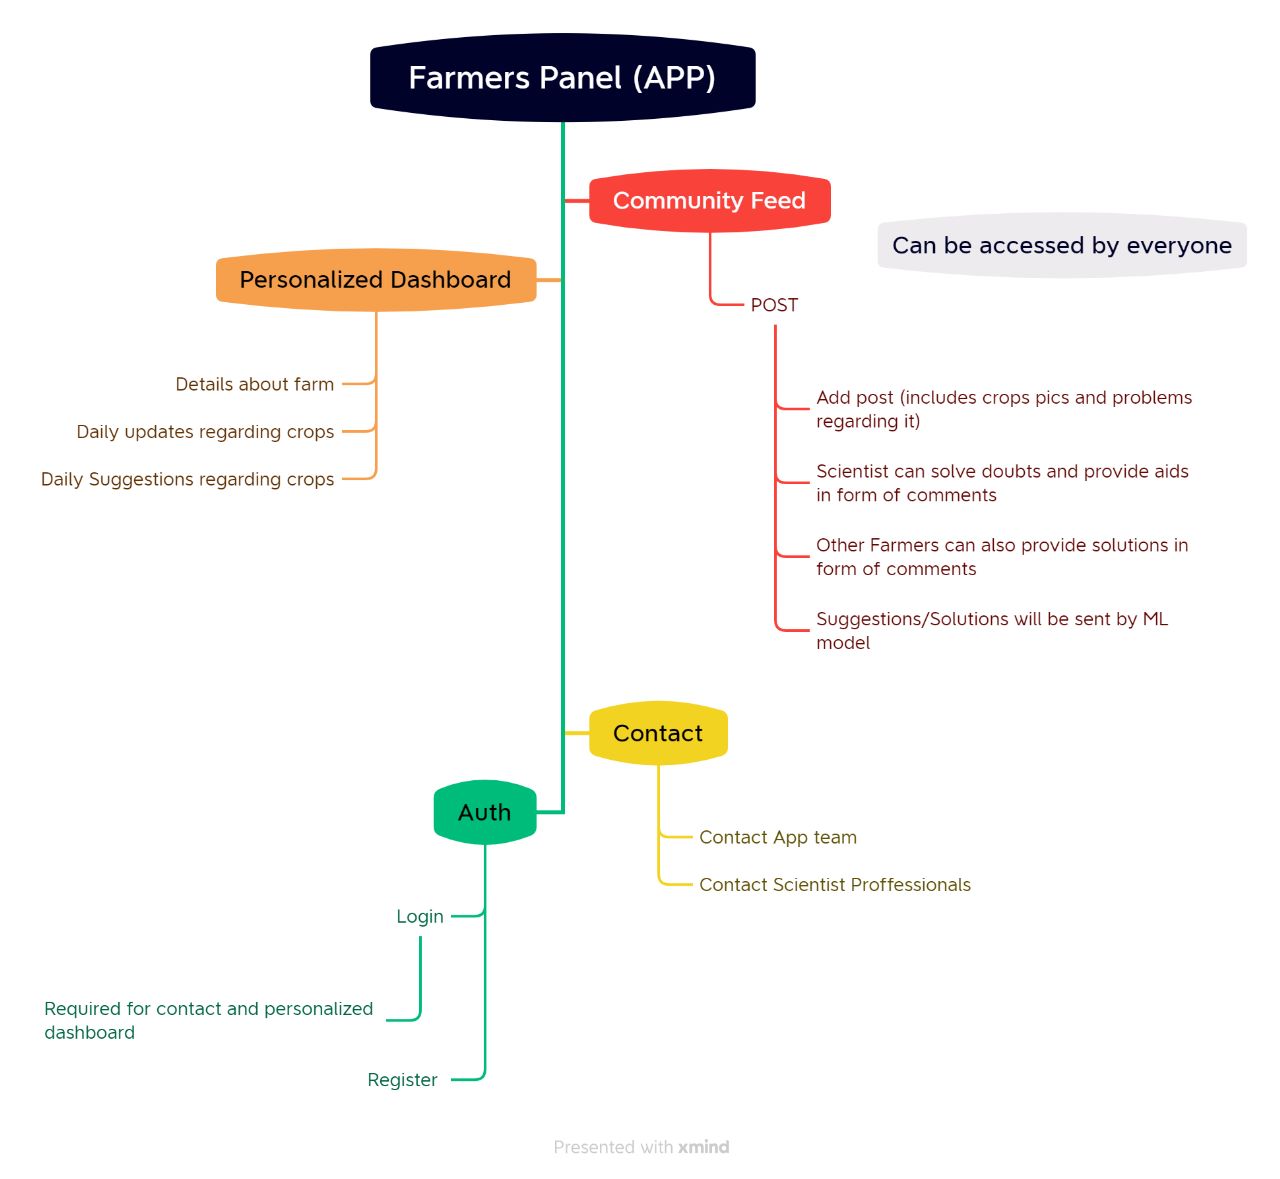 Farmers Panel (APP)
Community Feed
Can be accessed by everyone
Personalized Dashboard
POST
Details about farm
Daily updates regarding crops
Daily Suggestions regarding crops
Add post (includes crops pics and problems
regarding it)
Scientist can solve doubts and provide aids
in form of comments
Other Farmers can also provide solutions in
form of comments
Suggestions/Solutions will be sent by ML
model
Contact
Auth
Contact App team
Contact Scientist Proffessionals
Login
Required for contact and personalized
dashboard
Register
Presented with xmind